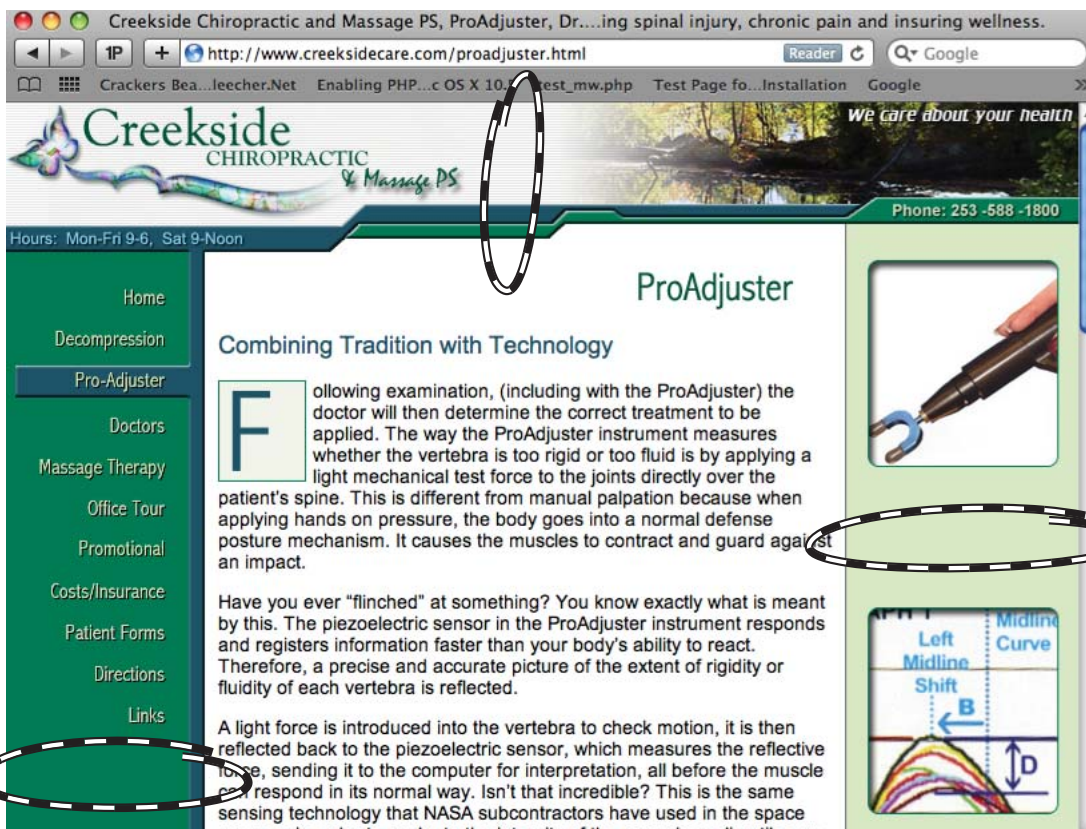 Creekside Chiropractic and Massage PS, ProAdjuster, Dr....ing spinal injury, chronic pain and insuring wellness.
1P + http://www.creeksidecare.com/proadjuster.html Reader Google
Crackers Bea...leecher.Net Enabling PHP...c OS X 10. test_mw.php Test Page fo...Installation Google
Creekside
CHIROPRACTIC
& Massage PS
We care about your health
Phone: 253 -588 -1800
Hours: Mon-Fri 9-6, Sat 9-Noon
Home
Decompression
Pro-Adjuster
Doctors
Massage Therapy
Office Tour
Promotional
Costs/Insurance
Patient Forms
Directions
Links
ProAdjuster
Combining Tradition with Technology
Following examination, (including with the ProAdjuster) the
doctor will then determine the correct treatment to be
applied. The way the ProAdjuster instrument measures
whether the vertebra is too rigid or too fluid is by applying a
light mechanical test force to the joints directly over the
patient's spine. This is different from manual palpation because when
applying hands on pressure, the body goes into a normal defense
posture mechanism. It causes the muscles to contract and guard against
an impact.
Have you ever “flinched” at something? You know exactly what is meant
by this. The piezoelectric sensor in the ProAdjuster instrument responds
and registers information faster than your body's ability to react.
Therefore, a precise and accurate picture of the extent of rigidity or
fluidity of each vertebra is reflected.
A light force is introduced into the vertebra to check motion, it is then
reflected back to the piezoelectric sensor, which measures the reflective
force, sending it to the computer for interpretation, all before the muscle
can respond in its normal way. Isn't that incredible? This is the same
sensing technology that NASA subcontractors have used in the space
Left
Midline
Shift
Midline
Curve
B
D